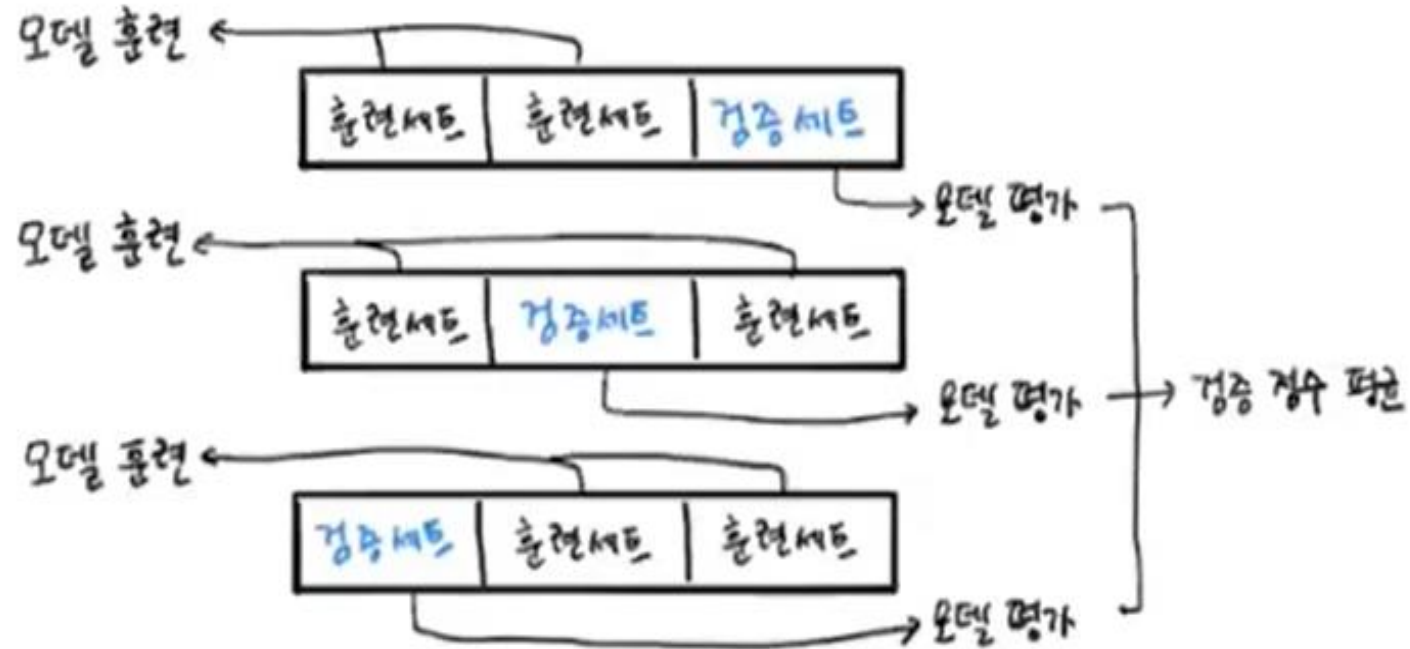 모델 훈련
훈련세트 훈련세트 검증세트
모델 평가
모델 훈련
훈련세트 검증세트 훈련세트
모델 평가
검증 점수 평균
모델 훈련
검증세트 훈련세트 훈련세트
모델 평가